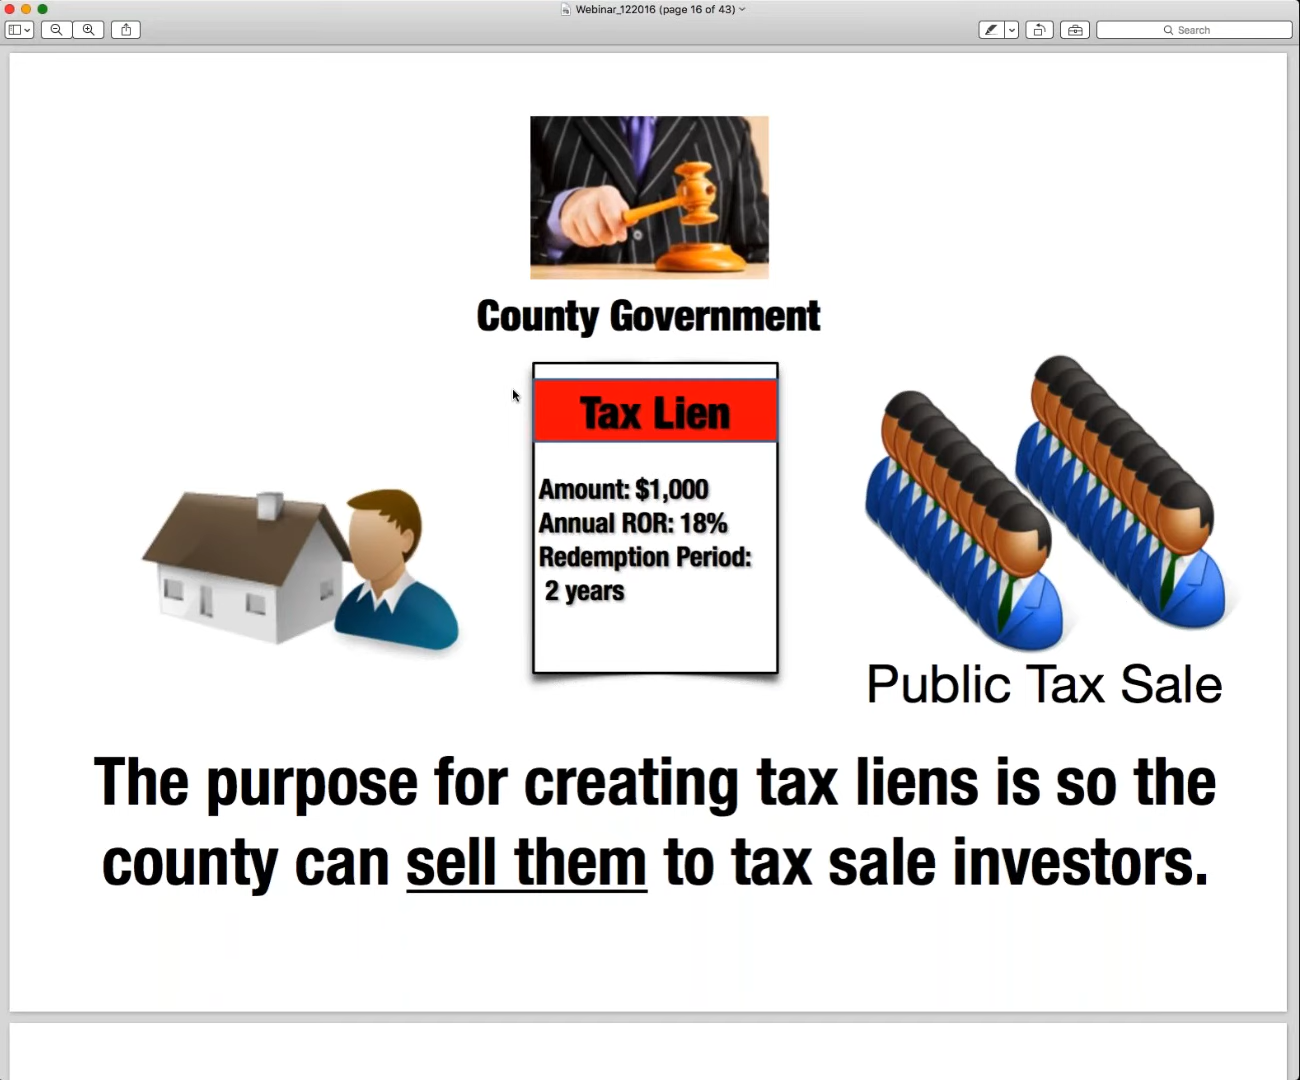 Webinar_122016 (page 16 of 43)
Search
County Government
Tax Lien
Amount: $1,000
Annual ROR: 18%
Redemption Period:
2 years
Public Tax Sale
The purpose for creating tax liens is so the
county can sell them to tax sale investors.